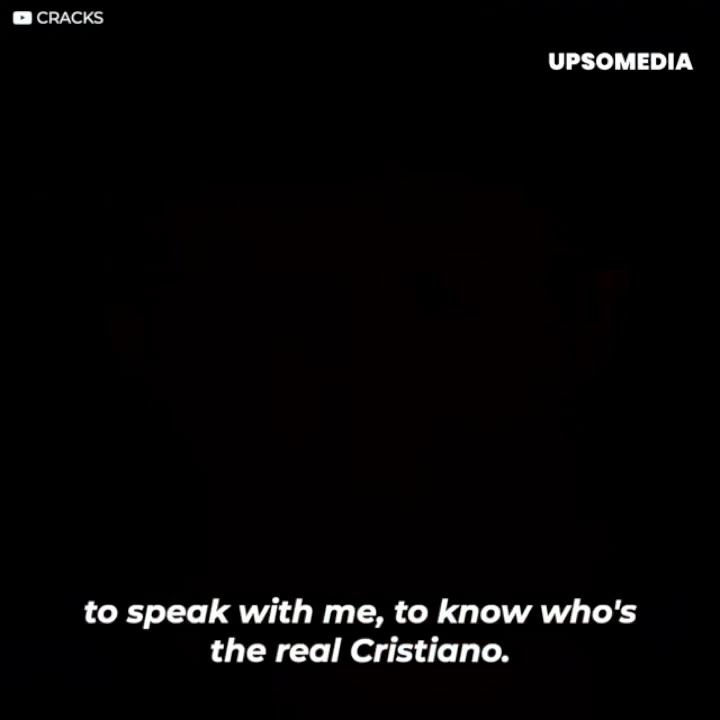 CRACKS
UPSOMEDIA
to speak with me, to know who's
the real Cristiano.